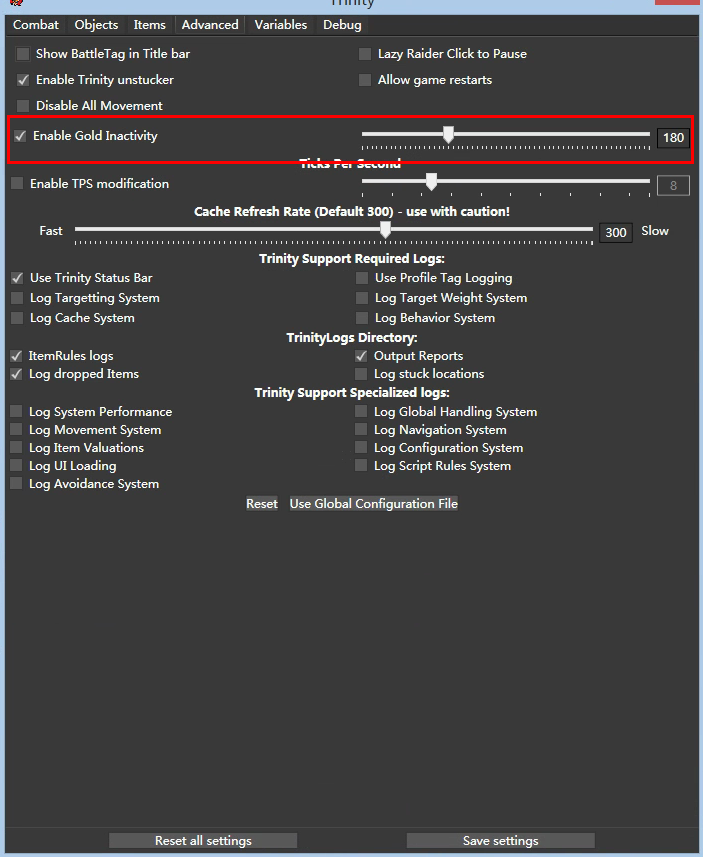 Trinity
Combat Objects Items Advanced Variables Debug
Show BattleTag in Title bar Lazy Raider Click to Pause
Enable Trinity unstucker Allow game restarts
Disable All Movement
Enable Gold Inactivity 180
Ticks Per Second
Enable TPS modification 8
Cache Refresh Rate (Default 300) - use with caution!
Fast 300 Slow
Trinity Support Required Logs:
Use Trinity Status Bar Use Profile Tag Logging
Log Targetting System Log Target Weight System
Log Cache System Log Behavior System
TrinityLogs Directory:
ItemRules logs Output Reports
Log dropped Items Log stuck locations
Trinity Support Specialized logs:
Log System Performance Log Global Handling System
Log Movement System Log Navigation System
Log Item Valuations Log Configuration System
Log UI Loading Log Script Rules System
Log Avoidance System
Reset Use Global Configuration File
Reset all settings Save settings